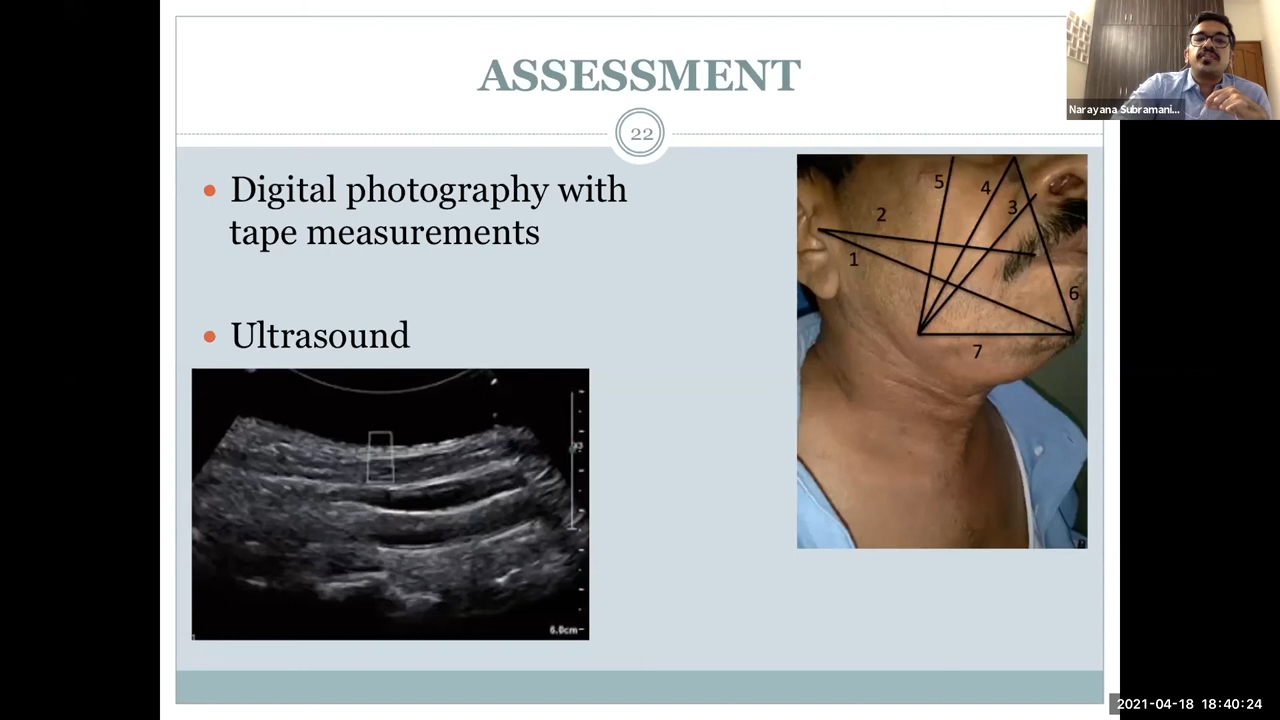 ASSESSMENT
22
Narayana Subramani...
• Digital photography with
tape measurements
• Ultrasound
5
4
3
2
1
6
7
6.0cm
2021-04-18 18:40:24